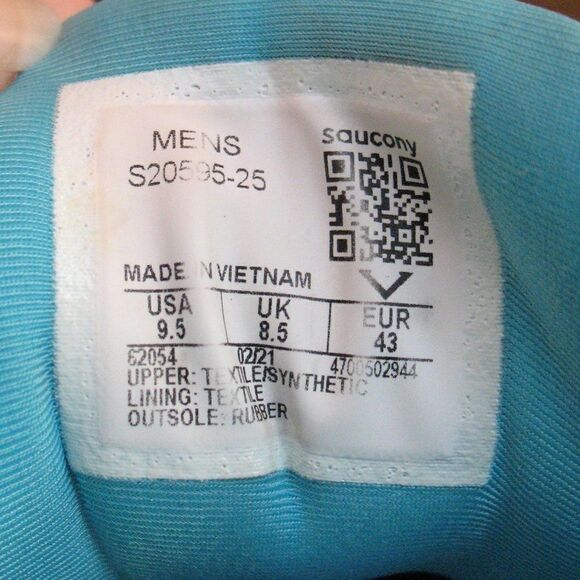 MENS
S20595-25
saucony
MADE IN VIETNAM
USA UK EUR
9.5 8.5 43
62054 02/21 4700502944
UPPER: TEXTILE/SYNTHETIC
LINING: TEXTILE
OUTSOLE: RUBBER